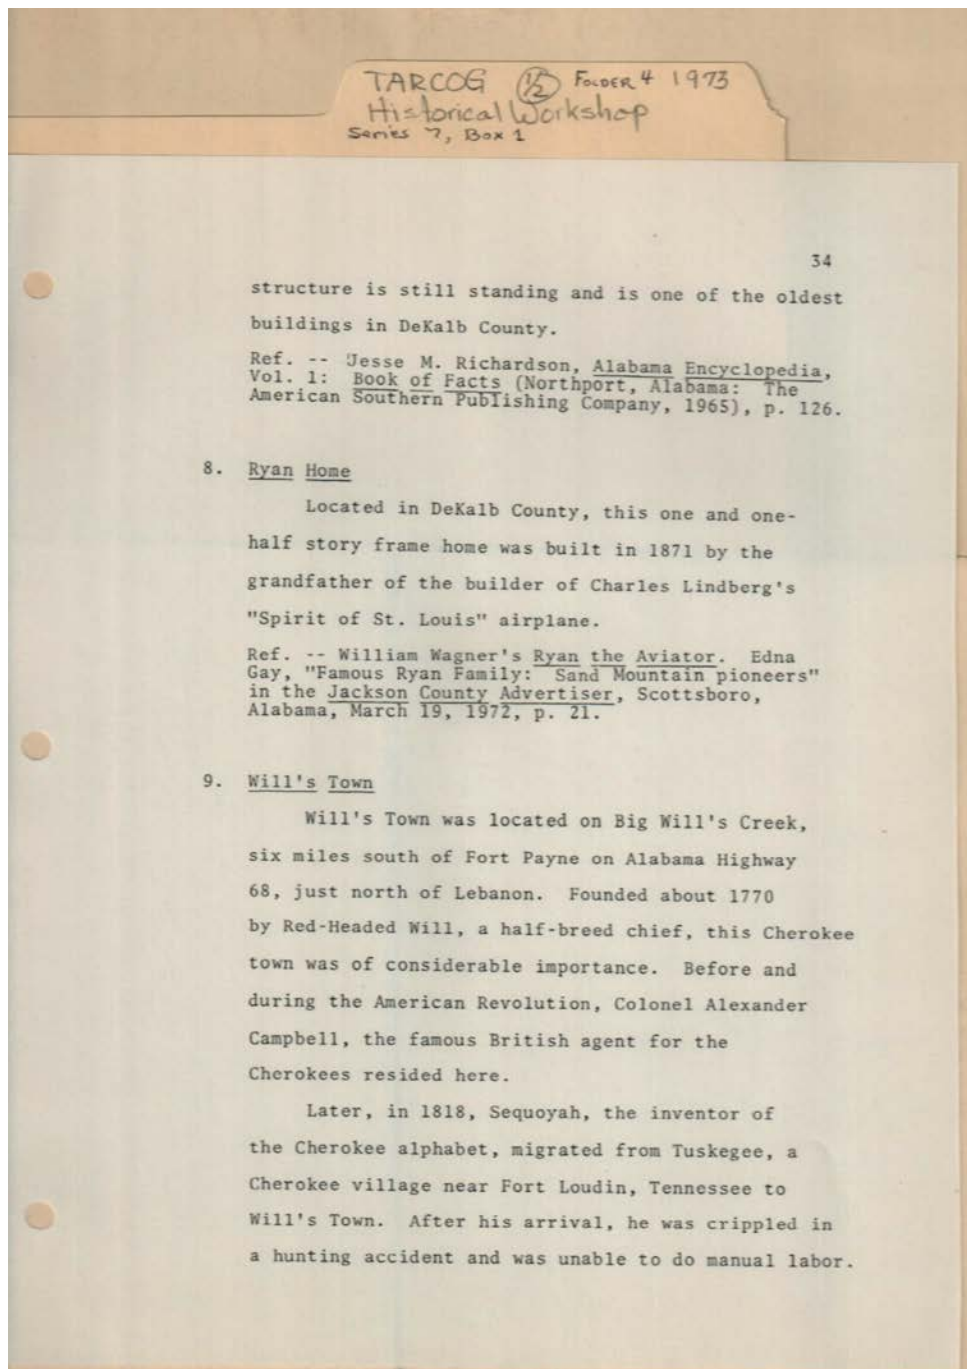 TARCOG 1/2 FOLDER 4 1973
Historical Workshop
Series 7, Box 1
34
structure is still standing and is one of the oldest
buildings in DeKalb County.
Ref. -- Jesse M. Richardson, Alabama Encyclopedia,
Vol. 1: Book of Facts (Northport, Alabama: The
American Southern Publishing Company, 1965), p. 126.
8. Ryan Home
Located in DeKalb County, this one and one-
half story frame home was built in 1871 by the
grandfather of the builder of Charles Lindberg's
"Spirit of St. Louis" airplane.
Ref. -- William Wagner's Ryan the Aviator. Edna
Gay, "Famous Ryan Family: Sand Mountain pioneers"
in the Jackson County Advertiser, Scottsboro,
Alabama, March 19, 1972, p. 21.
9. Will's Town
Will's Town was located on Big Will's Creek,
six miles south of Fort Payne on Alabama Highway
68, just north of Lebanon. Founded about 1770
by Red-Headed Will, a half-breed chief, this Cherokee
town was of considerable importance. Before and
during the American Revolution, Colonel Alexander
Campbell, the famous British agent for the
Cherokees resided here.
Later, in 1818, Sequoyah, the inventor of
the Cherokee alphabet, migrated from Tuskegee, a
Cherokee village near Fort Loudin, Tennessee to
Will's Town. After his arrival, he was crippled in
a hunting accident and was unable to do manual labor.